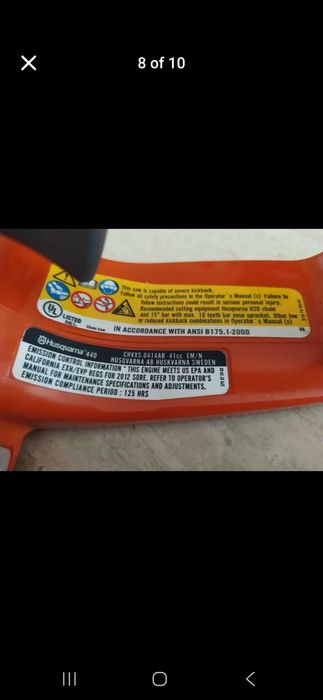 8 of 10
This saw is capable of severe kickback.
Follow all safety precautions in the Operator's Manual (s) Failure to
follow instructions could result in serious personal injury.
Recommended cutting equipment Husqvarna H30 chain
and 15" bar with max. 10 teeth bar nose sprocket. Other low
or reduced kickback combinations in Operator's Manual (s)
UL LISTED
Chain Saw
IN ACCORDANCE WITH ANSI B175.1-2000
Husqvarna 440
CHVXS.0414AB 41cc EM/N
HUSQVARNA AB HUSKVARNA SWEDEN
EMISSION CONTROL INFORMATION * THIS ENGINE MEETS US EPA AND
CALIFORNIA EXH/EVP REGS FOR 2012 SORE. REFER TO OPERATOR'S
MANUAL FOR MAINTENANCE SPECIFICATIONS AND ADJUSTMENTS.
EMISSION COMPLIANCE PERIOD : 125 HRS